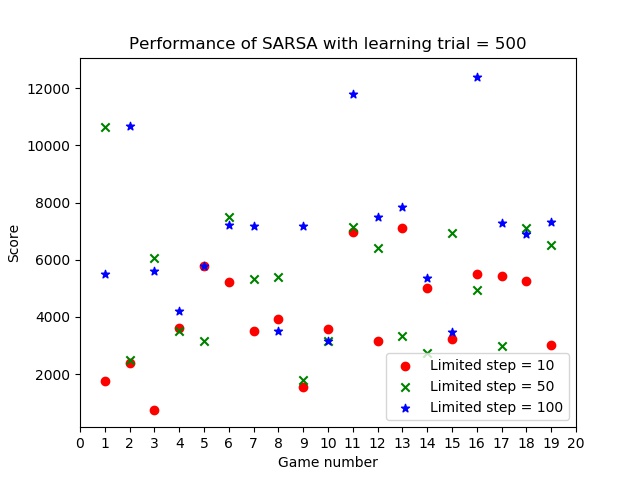 Performance of SARSA with learning trial = 500
Score
12000
10000
8000
6000
4000
2000
Limited step = 10
Limited step = 50
Limited step = 100
0 1 2 3 4 5 6 7 8 9 10 11 12 13 14 15 16 17 18 19 20
Game number